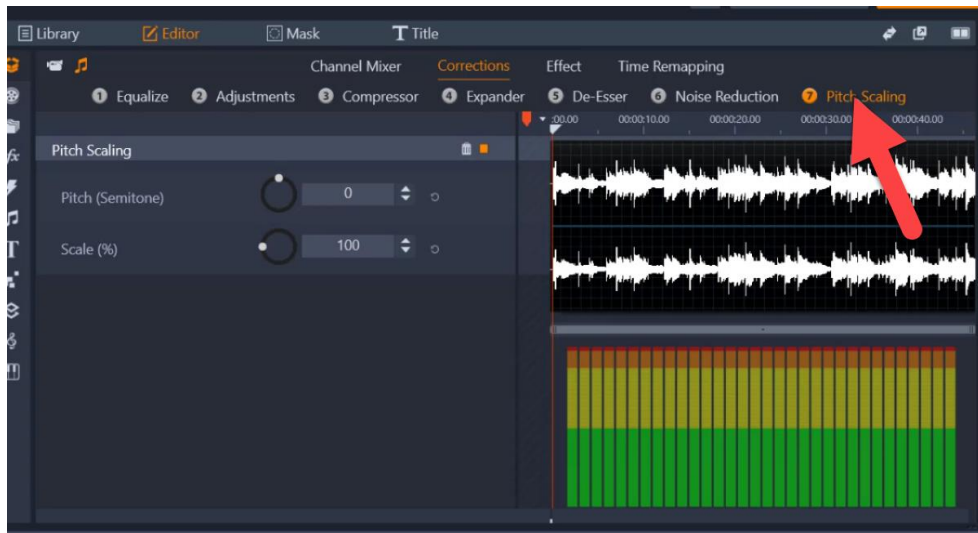 Library Editor Mask Title
Channel Mixer Corrections Effect Time Remapping
1 Equalize 2 Adjustments 3 Compressor 4 Expander 5 De-Esser 6 Noise Reduction 7 Pitch Scaling
:00.00 00:00:10.00 00:00:20.00 00:00:30.00 00:00:40.00
Pitch Scaling
Pitch (Semitone) 0
Scale (%) 100